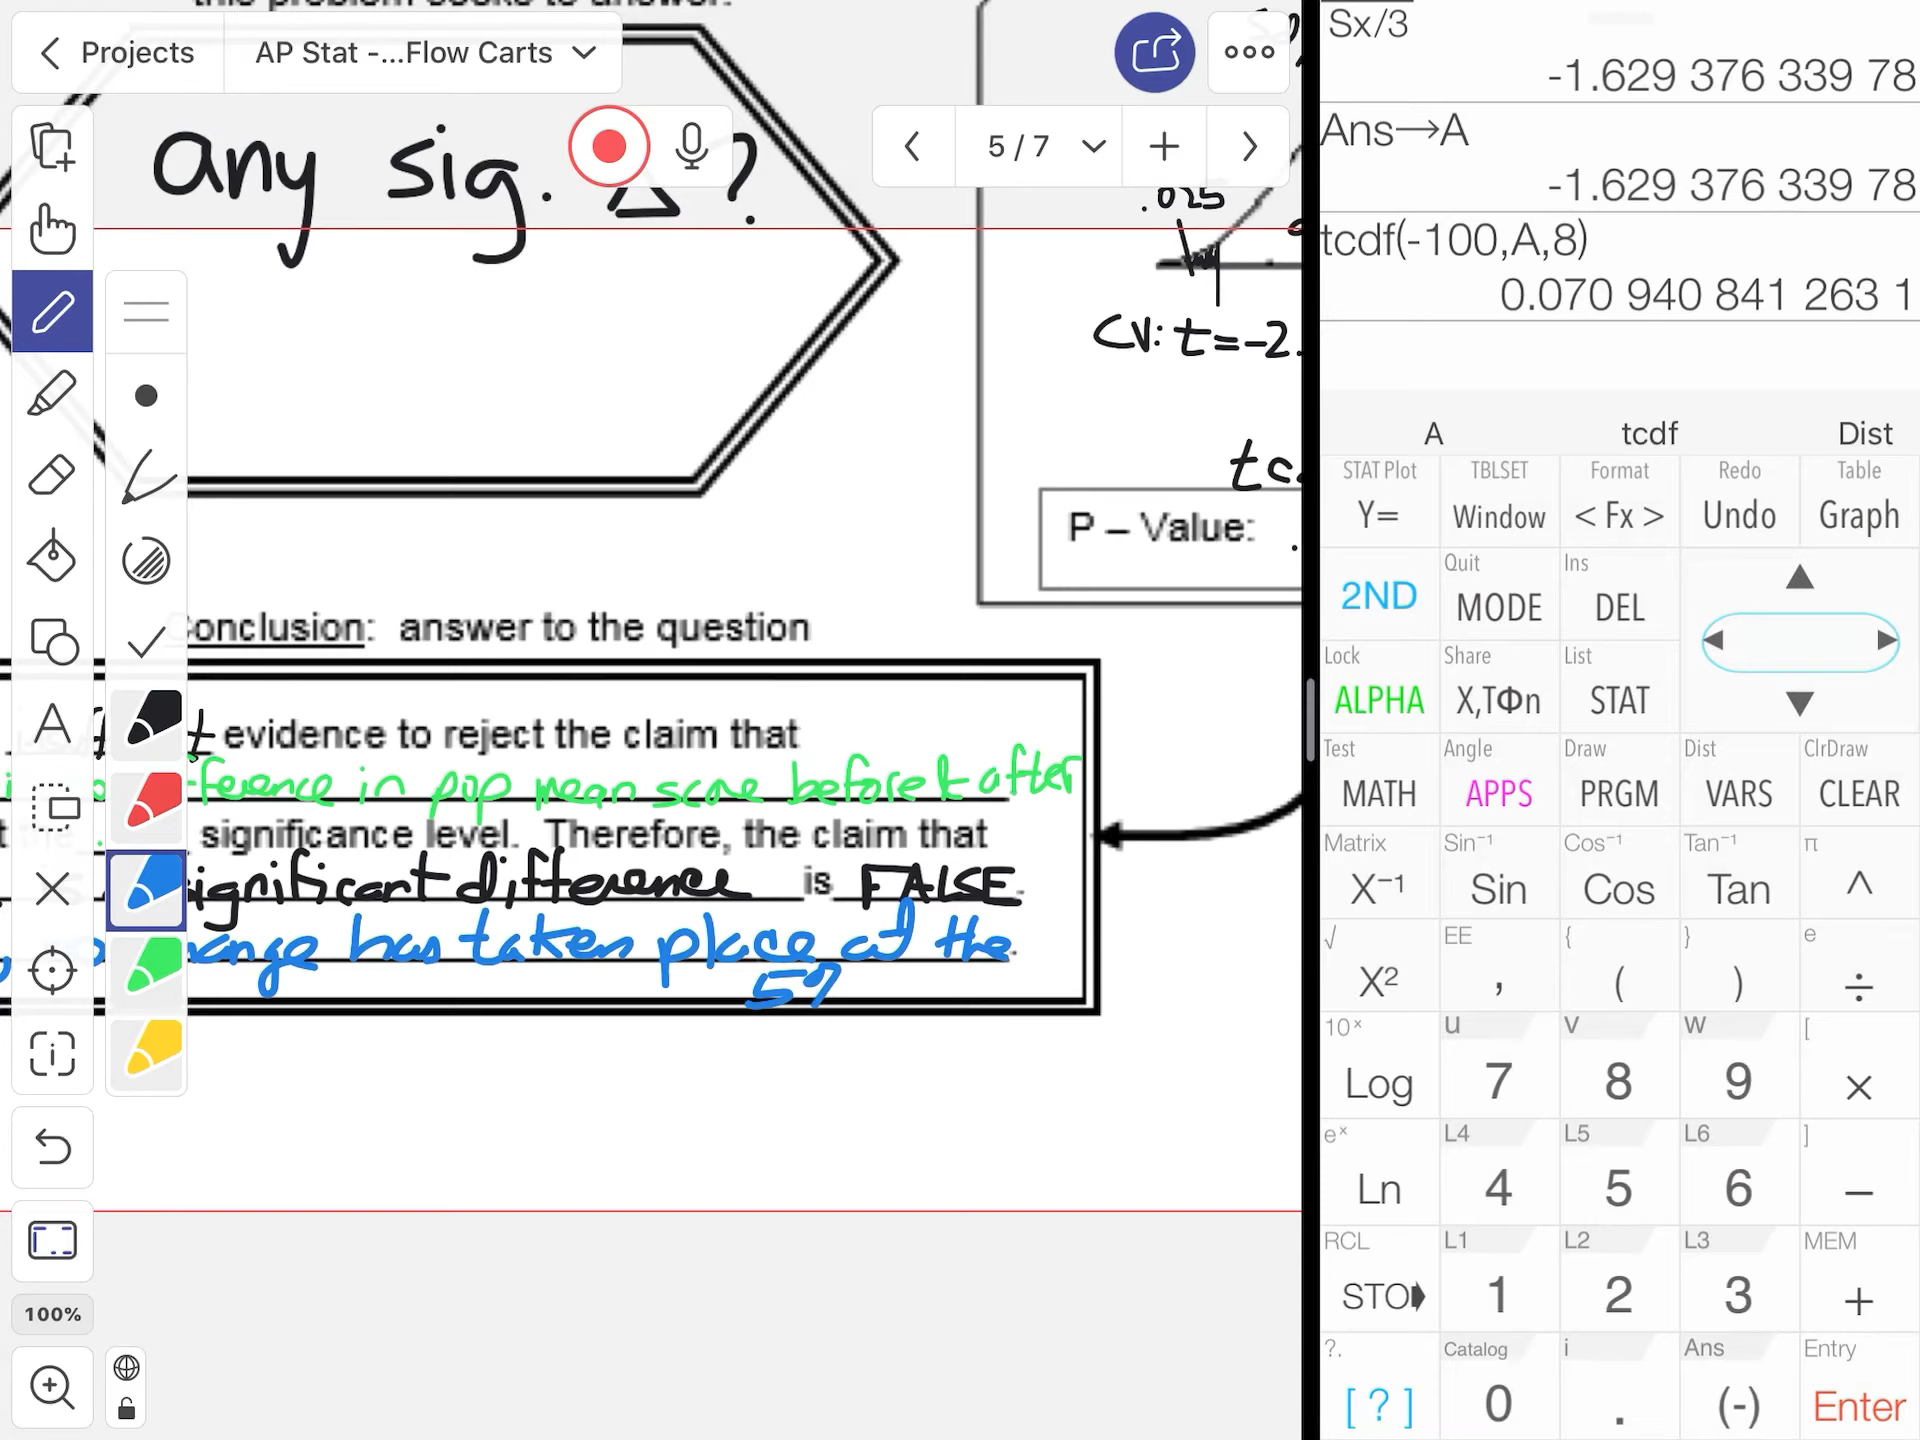 this problem seeks to answer.
Projects
AP Stat -...Flow Carts
any sig. △ ?
5 / 7
.025
CV: t=-2.
tc
P – Value: .
Conclusion: answer to the question
evidence to reject the claim that
ference in pop mean score before & after
significance level. Therefore, the claim that
significant difference is FALSE.
change has taken place at the
5%
A
100%
Sx/3
-1.629 376 339 78
Ans→A
-1.629 376 339 78
tcdf(-100,A,8)
0.070 940 841 263 1
A tcdf Dist
STAT Plot TBLSET Format Redo Table
Y= Window < Fx > Undo Graph
Quit Ins
2ND MODE DEL
Lock Share List
ALPHA X,TΦn STAT
Test Angle Draw Dist ClrDraw
MATH APPS PRGM VARS CLEAR
Matrix Sin⁻¹ Cos⁻¹ Tan⁻¹ π
X⁻¹ Sin Cos Tan ^
√ EE { } e
X² , ( ) ÷
10ˣ u v w [
Log 7 8 9 ×
eˣ L4 L5 L6 ]
Ln 4 5 6 −
RCL L1 L2 L3 MEM
STO 1 2 3 +
?. Catalog i Ans Entry
[ ? ] 0 . (-) Enter